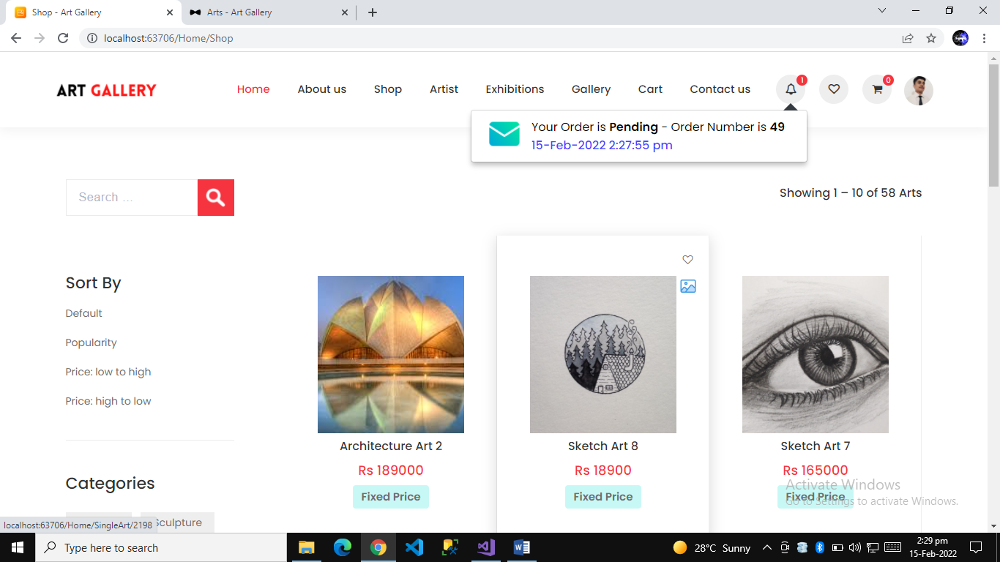 Shop - Art Gallery
Arts - Art Gallery
localhost:63706/Home/Shop
ART GALLERY
Home About us Shop Artist Exhibitions Gallery Cart Contact us 1 0
Your Order is Pending - Order Number is 49
15-Feb-2022 2:27:55 pm
Search ...
Showing 1 – 10 of 58 Arts
Sort By
Default
Popularity
Price: low to high
Price: high to low
Categories
Sculpture
Architecture Art 2
Rs 189000
Fixed Price
Sketch Art 8
Rs 18900
Fixed Price
Sketch Art 7
Rs 165000
Fixed Price
Activate Windows
Go to Settings to activate Windows.
localhost:63706/Home/SingleArt/2198
Type here to search
28°C Sunny
2:29 pm
15-Feb-2022